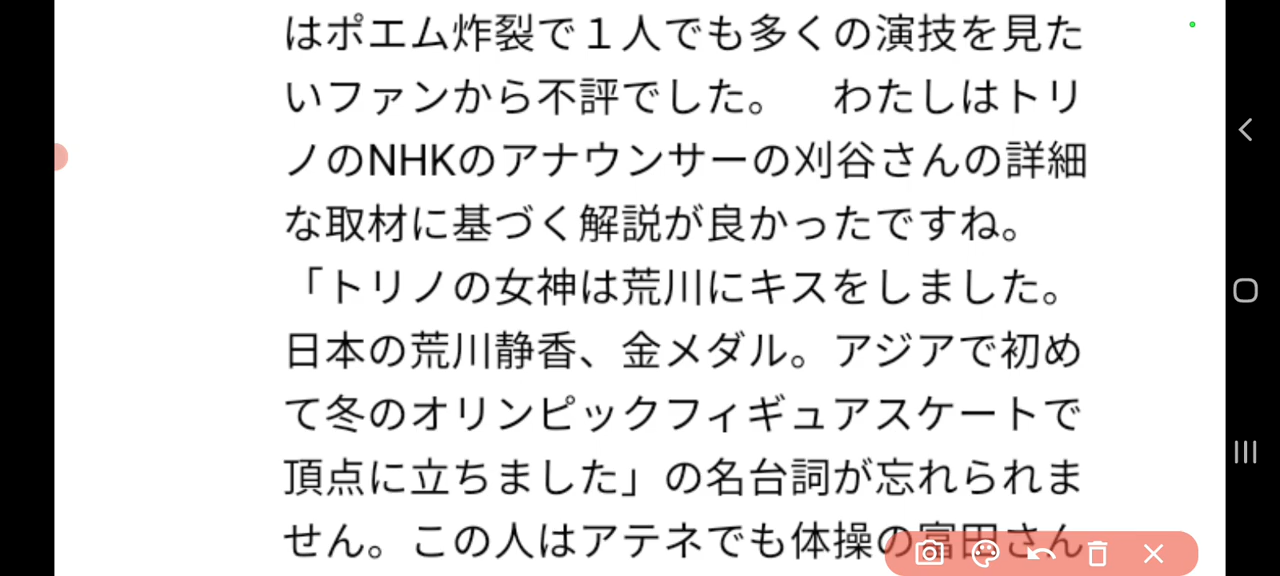 はポエム炸裂で１人でも多くの演技を見た
いファンから不評でした。　わたしはトリ
ノのNHKのアナウンサーの刈谷さんの詳細
な取材に基づく解説が良かったですね。
「トリノの女神は荒川にキスをしました。
日本の荒川静香、金メダル。アジアで初め
て冬のオリンピックフィギュアスケートで
頂点に立ちました」の名台詞が忘れられま
せん。この人はアテネでも体操の富田さん